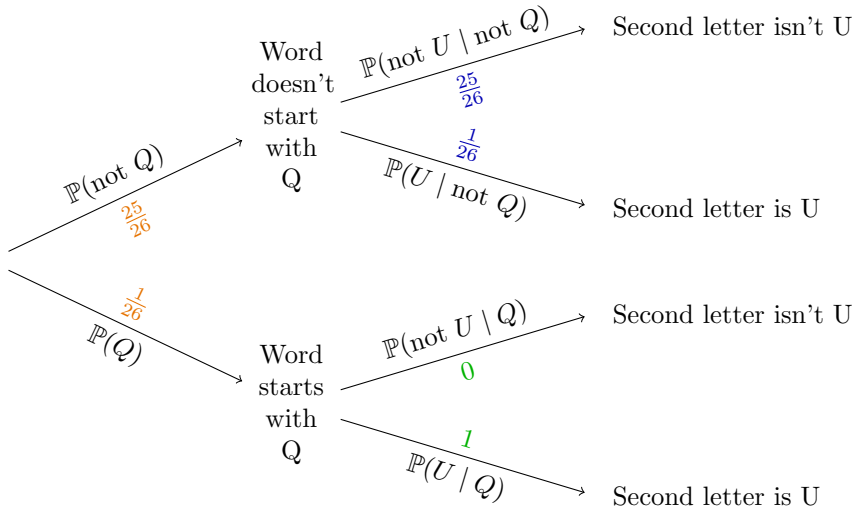 Word
doesn't
start
with
Q
ℙ(not Q)
25/26
ℙ(not U | not Q)
25/26
Second letter isn't U
1/26
ℙ(U | not Q)
Second letter is U
1/26
ℙ(Q)
Word
starts
with
Q
ℙ(not U | Q)
0
Second letter isn't U
1
ℙ(U | Q)
Second letter is U